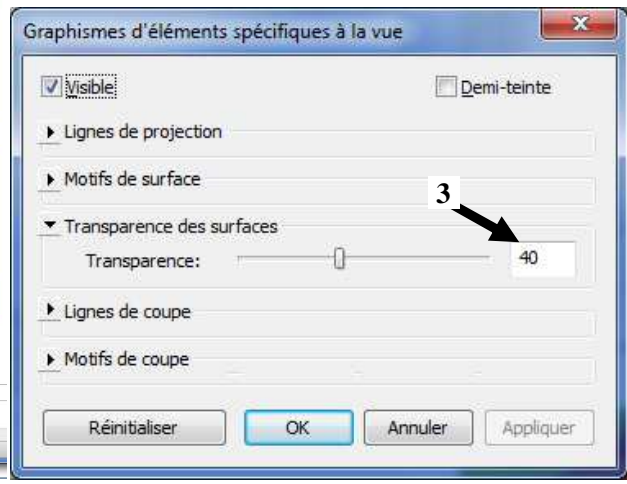 Graphismes d'éléments spécifiques à la vue
Visible Demi-teinte
Lignes de projection
Motifs de surface
3
Transparence des surfaces
Transparence: 40
Lignes de coupe
Motifs de coupe
Réinitialiser OK Annuler Appliquer